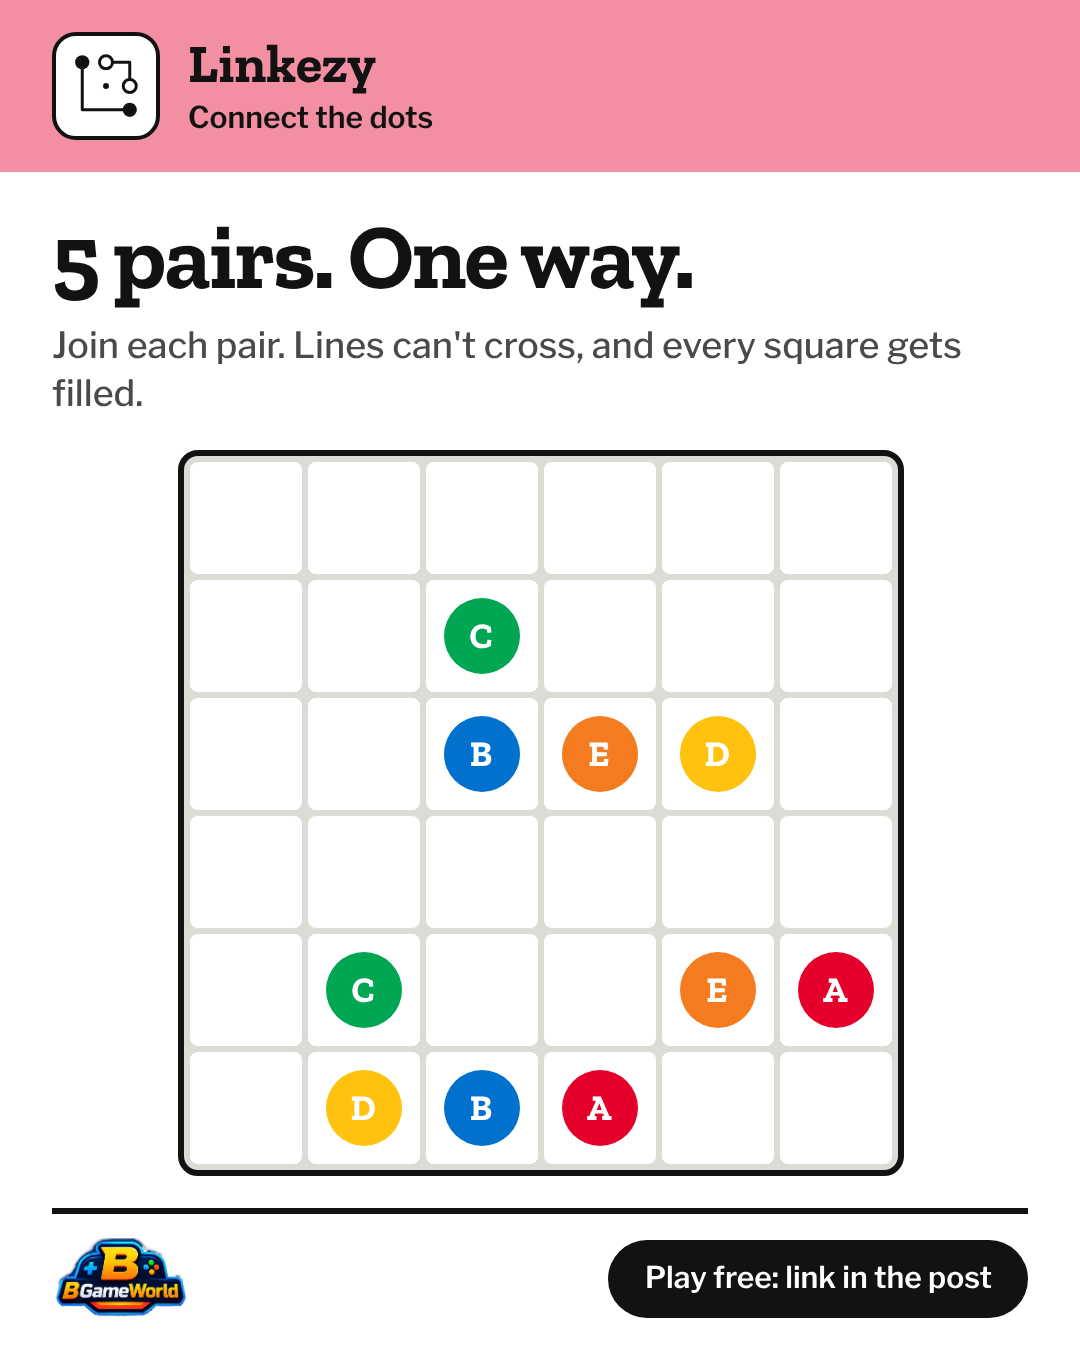 Linkezy
Connect the dots
5 pairs. One way.
Join each pair. Lines can't cross, and every square gets
filled.
C
B E D
C E A
D B A
B
BGameWorld
Play free: link in the post